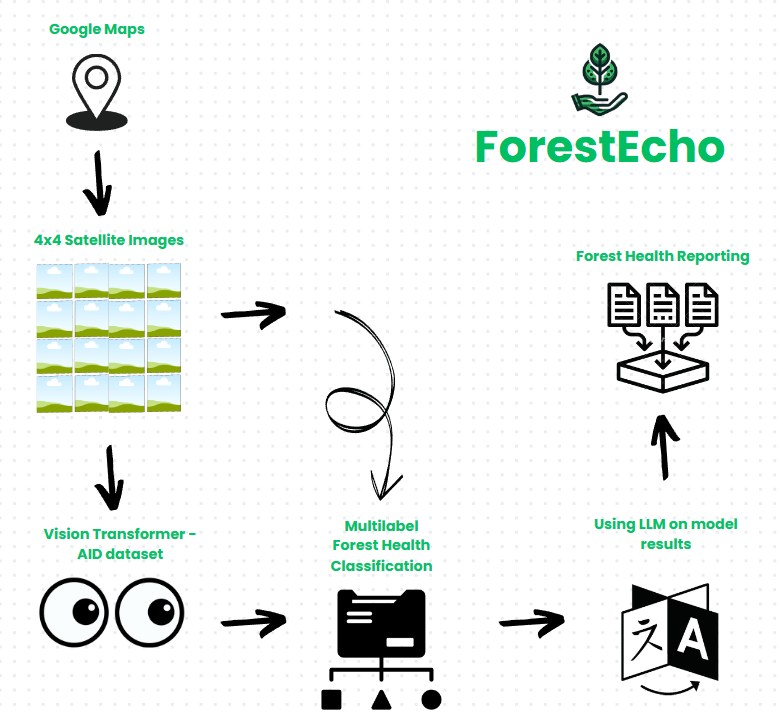 Google Maps
ForestEcho
4x4 Satellite Images
Forest Health Reporting
Vision Transformer -
AID dataset
Multilabel
Forest Health
Classification
Using LLM on model
results
A